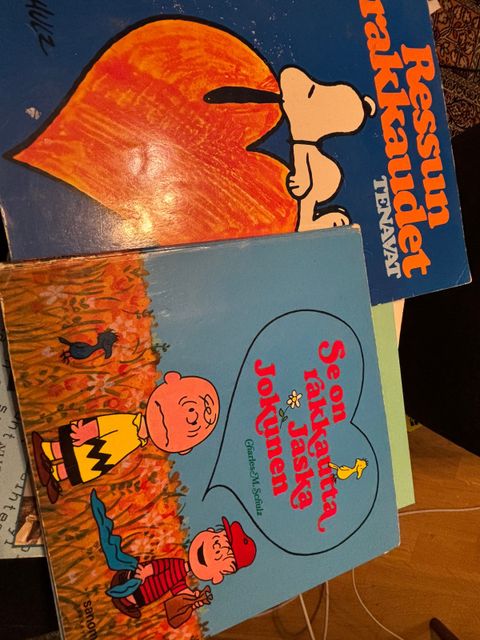 Ressun
rakkaudet
TENAVAT
Se on
rakkautta
Jaska
Jokunen
Charles M. Schulz